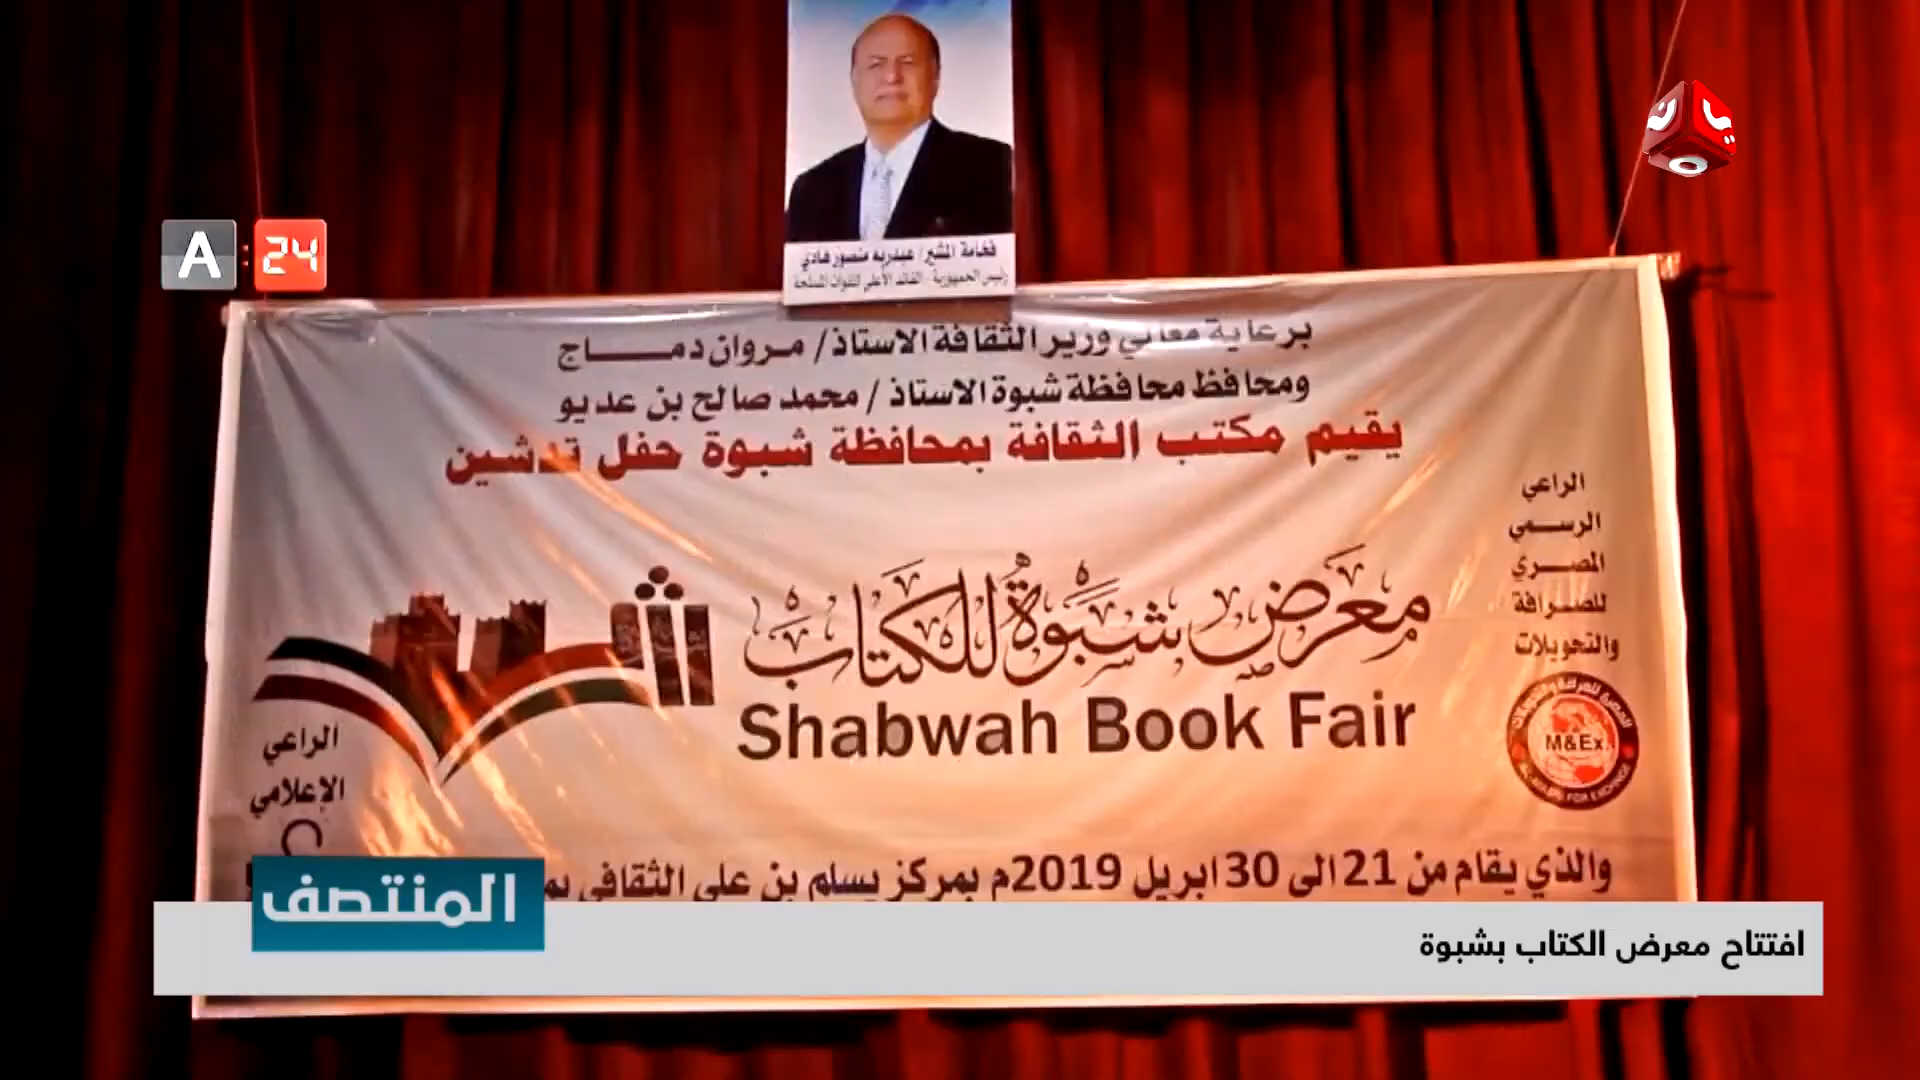 فخامة المشير/ عبدربه منصور هادي
رئيس الجمهورية - القائد الأعلى للقوات المسلحة
A:24
برعاية معالي وزير الثقافة الاستاذ/ مروان دمــــــاج
ومحافظ محافظة شبوة الاستاذ / محمد صالح بن عديو
يقيم مكتب الثقافة بمحافظة شبوة حفل تدشين
معرض شبوة للكتاب
Shabwah Book Fair
الراعي
الرسمي
المصري
للصرافة
والتحويلات
M&Ex.
الراعي
الإعلامي
والذي يقام من 21 الى 30 ابريل 2019م بمركز يسلم بن علي الثقافي
المنتصف
افتتاح معرض الكتاب بشبوة